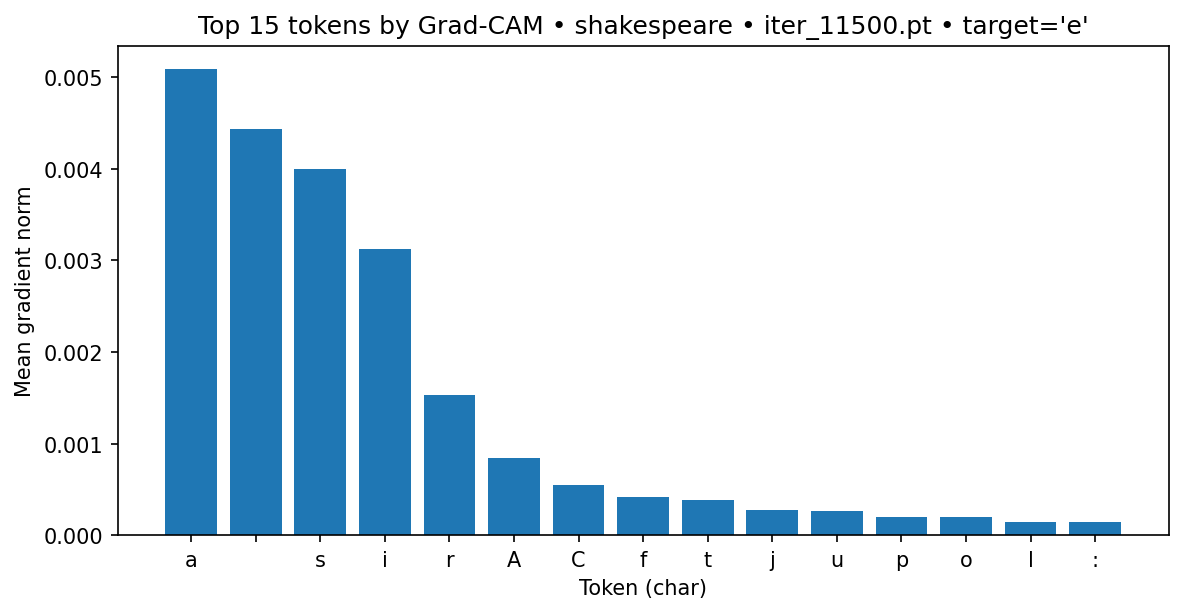 Top 15 tokens by Grad-CAM • shakespeare • iter_11500.pt • target='e'
Mean gradient norm
0.005
0.004
0.003
0.002
0.001
0.000
a s i r A C f t j u p o l :
Token (char)